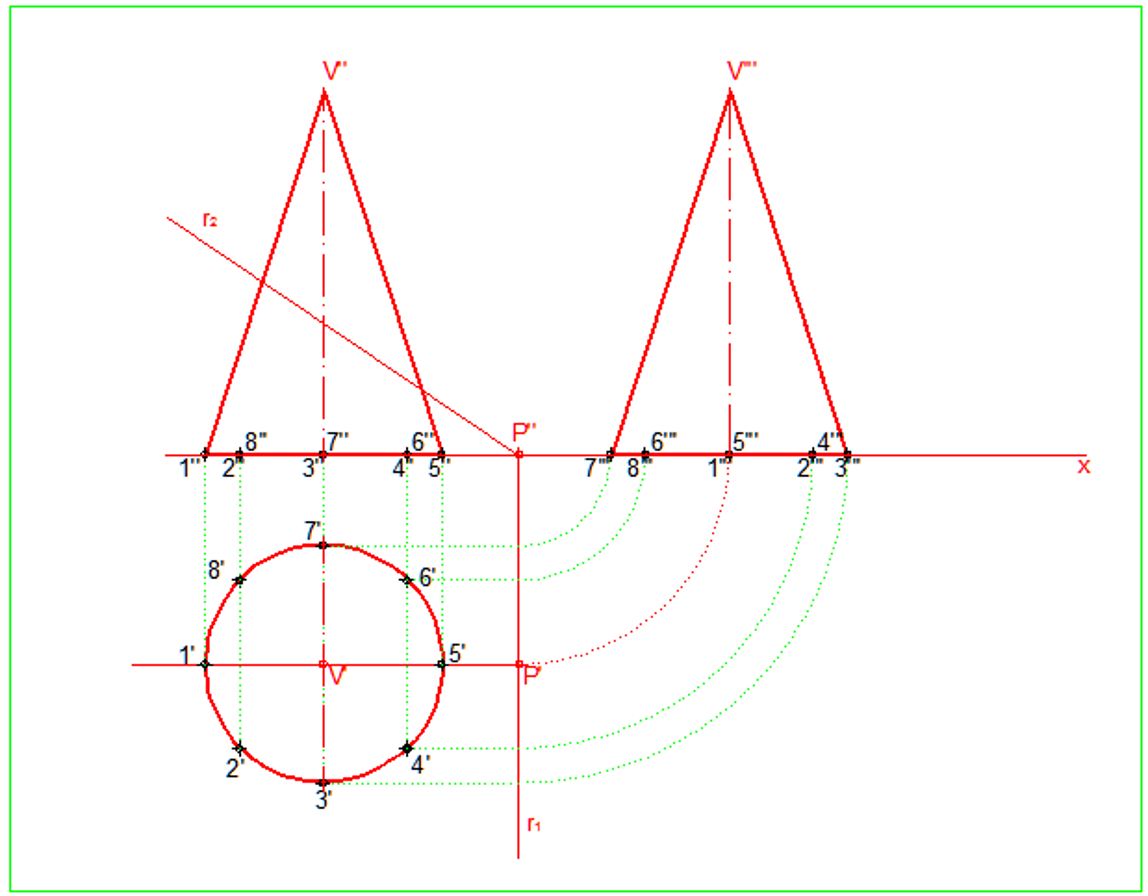 V" V'"
r₂
P"
8" 7" 6" 6'" 5'" 4'"
1" 2" 3" 4" 5" 7'" 8'" 1'" 2'" 3'" x
7'
8' 6'
1' 5'
V' P'
2' 4'
3'
r₁